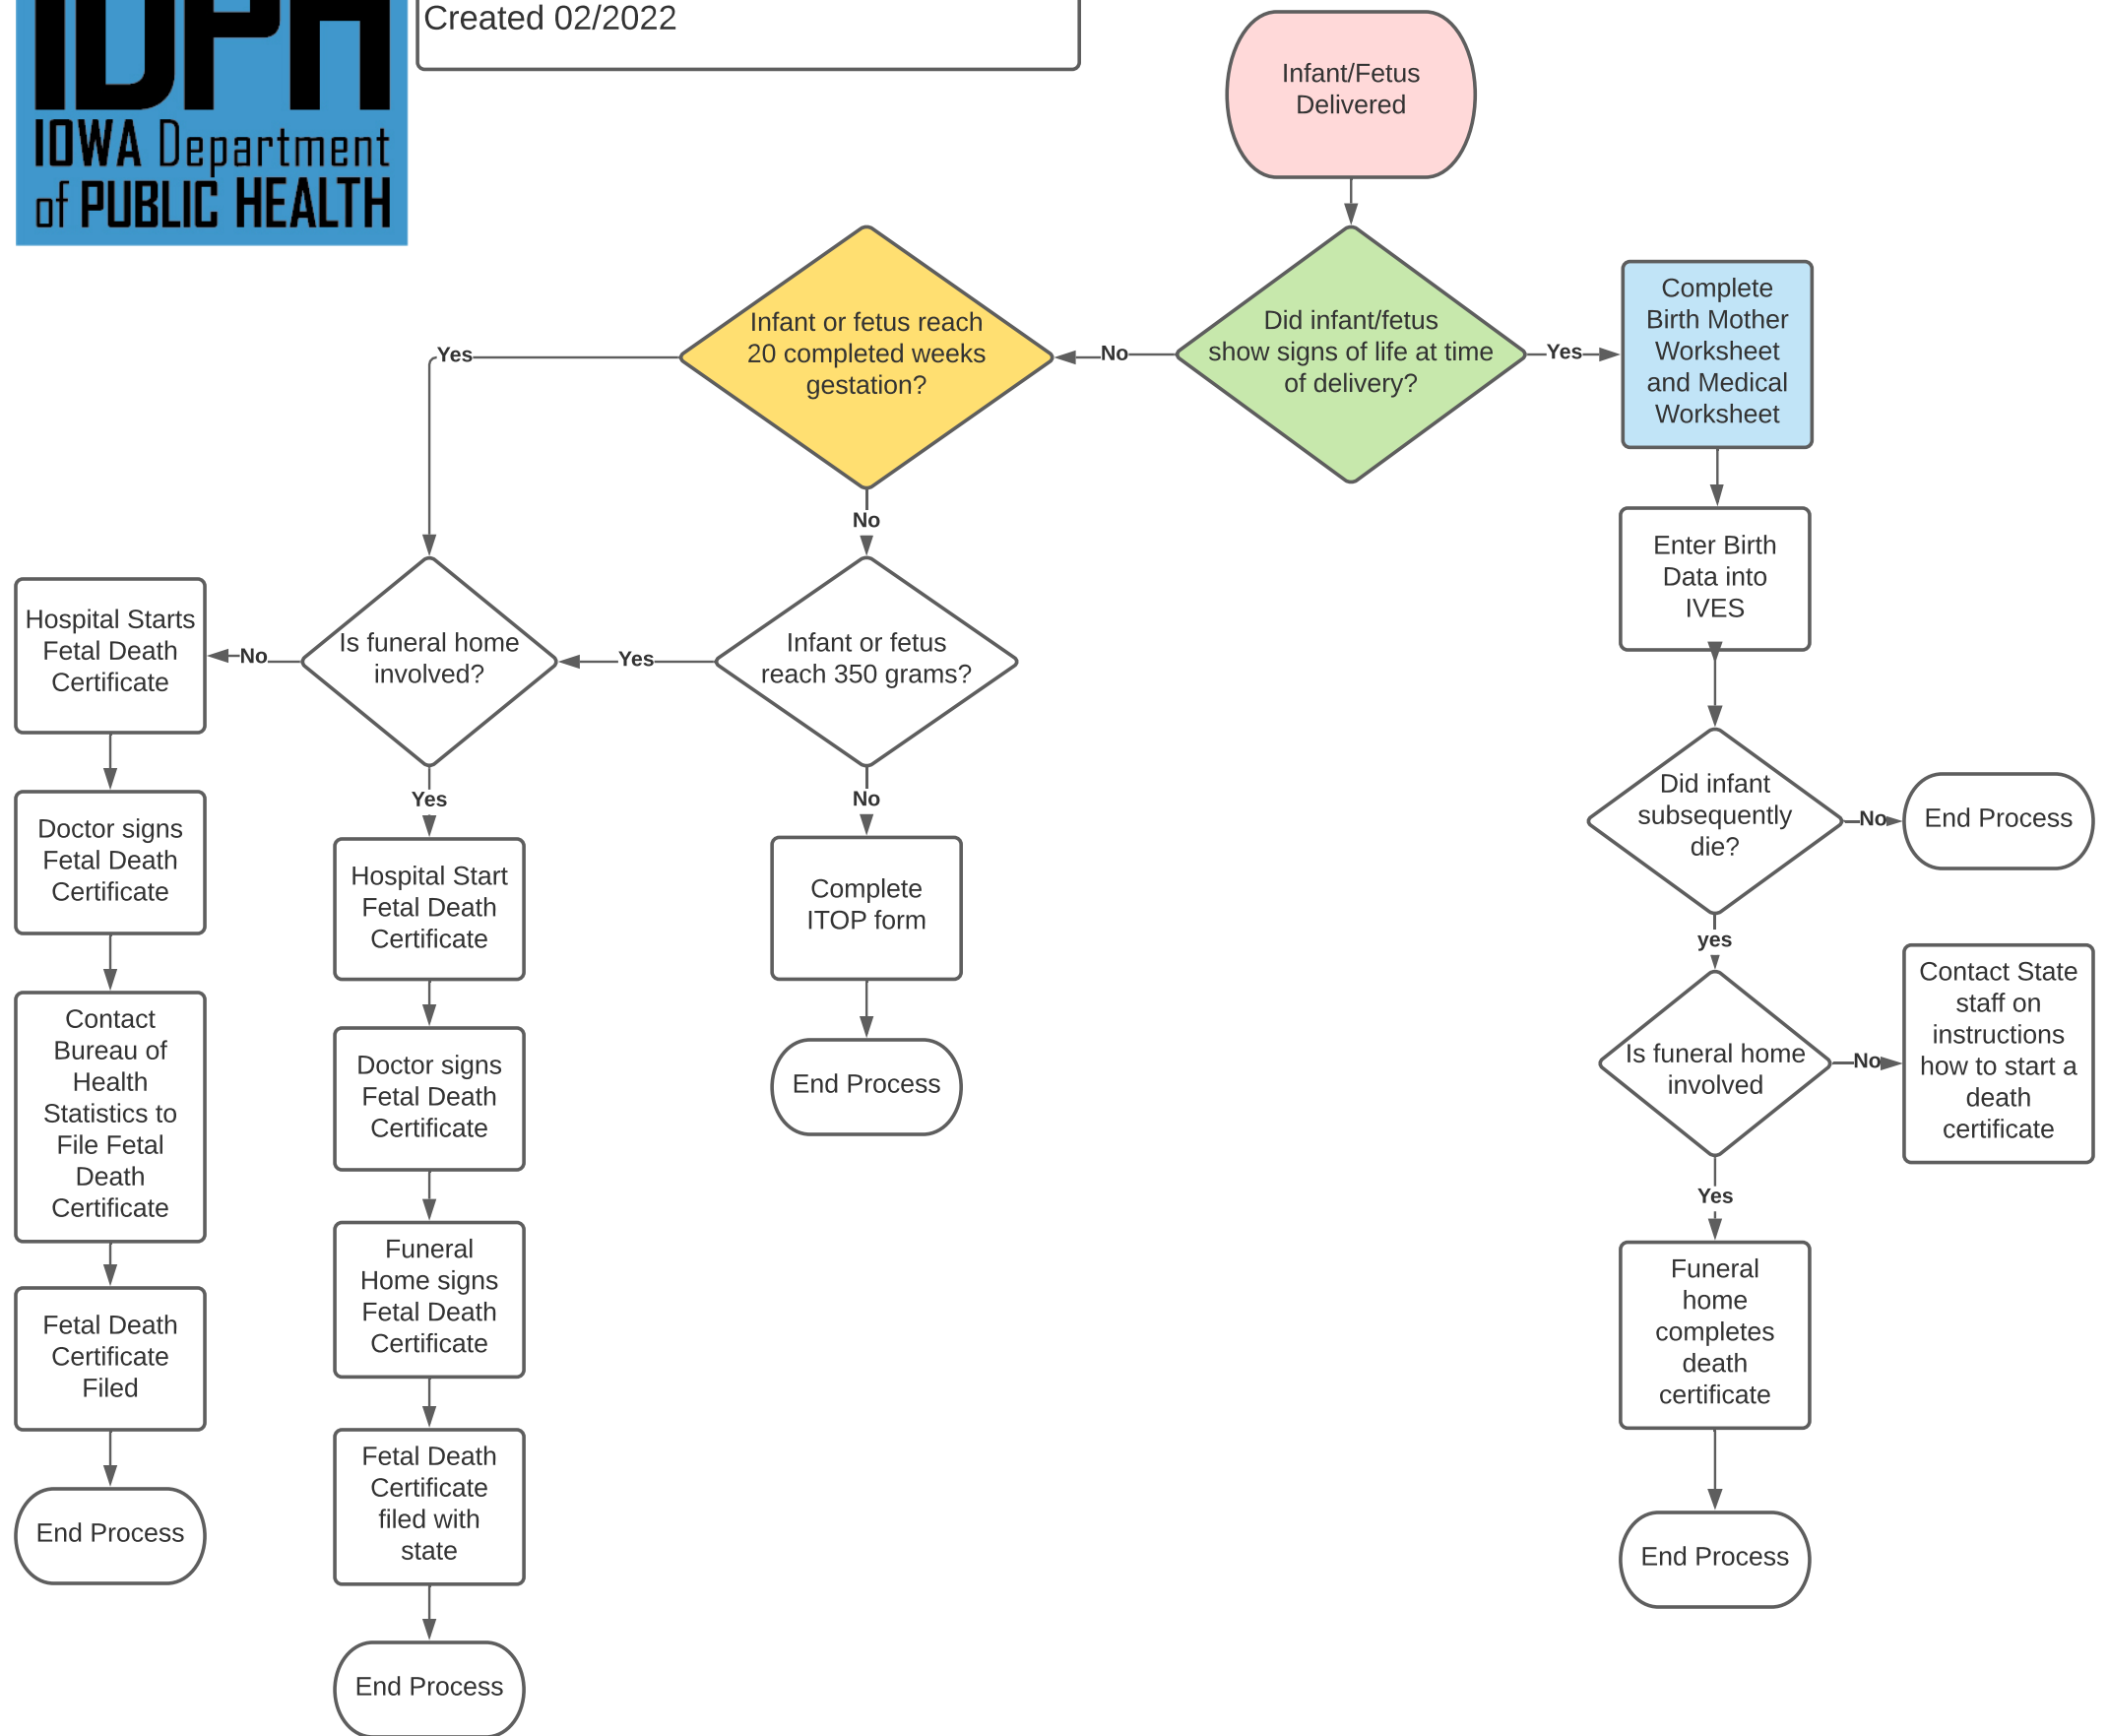 IDPH
IOWA Department
of PUBLIC HEALTH
Created 02/2022
Infant/Fetus
Delivered
Did infant/fetus
show signs of life at time
of delivery?
No
Yes
Infant or fetus reach
20 completed weeks
gestation?
Yes
No
Complete
Birth Mother
Worksheet
and Medical
Worksheet
Enter Birth
Data into
IVES
Did infant
subsequently
die?
No
End Process
yes
Is funeral home
involved
No
Contact State
staff on
instructions
how to start a
death
certificate
Yes
Funeral
home
completes
death
certificate
End Process
Infant or fetus
reach 350 grams?
Yes
No
Complete
ITOP form
End Process
Is funeral home
involved?
No
Yes
Hospital Start
Fetal Death
Certificate
Doctor signs
Fetal Death
Certificate
Funeral
Home signs
Fetal Death
Certificate
Fetal Death
Certificate
filed with
state
End Process
Hospital Starts
Fetal Death
Certificate
Doctor signs
Fetal Death
Certificate
Contact
Bureau of
Health
Statistics to
File Fetal
Death
Certificate
Fetal Death
Certificate
Filed
End Process